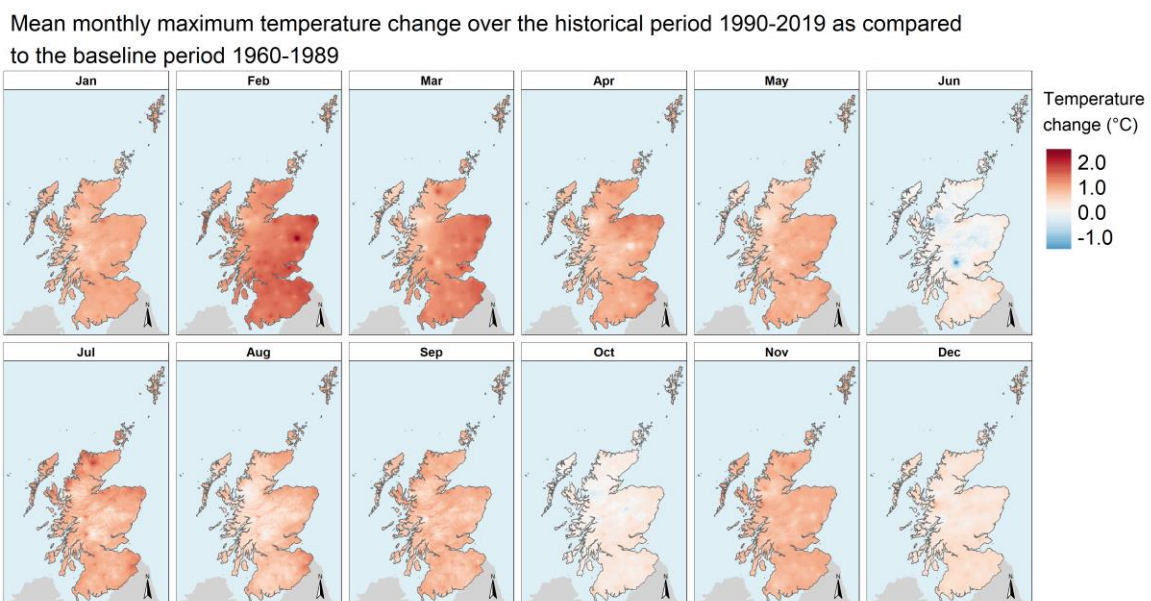 Mean monthly maximum temperature change over the historical period 1990-2019 as compared
to the baseline period 1960-1989
Jan Feb Mar Apr May Jun
Temperature
change (°C)
2.0
1.0
0.0
-1.0
N N N N N N
Jul Aug Sep Oct Nov Dec
N N N N N N